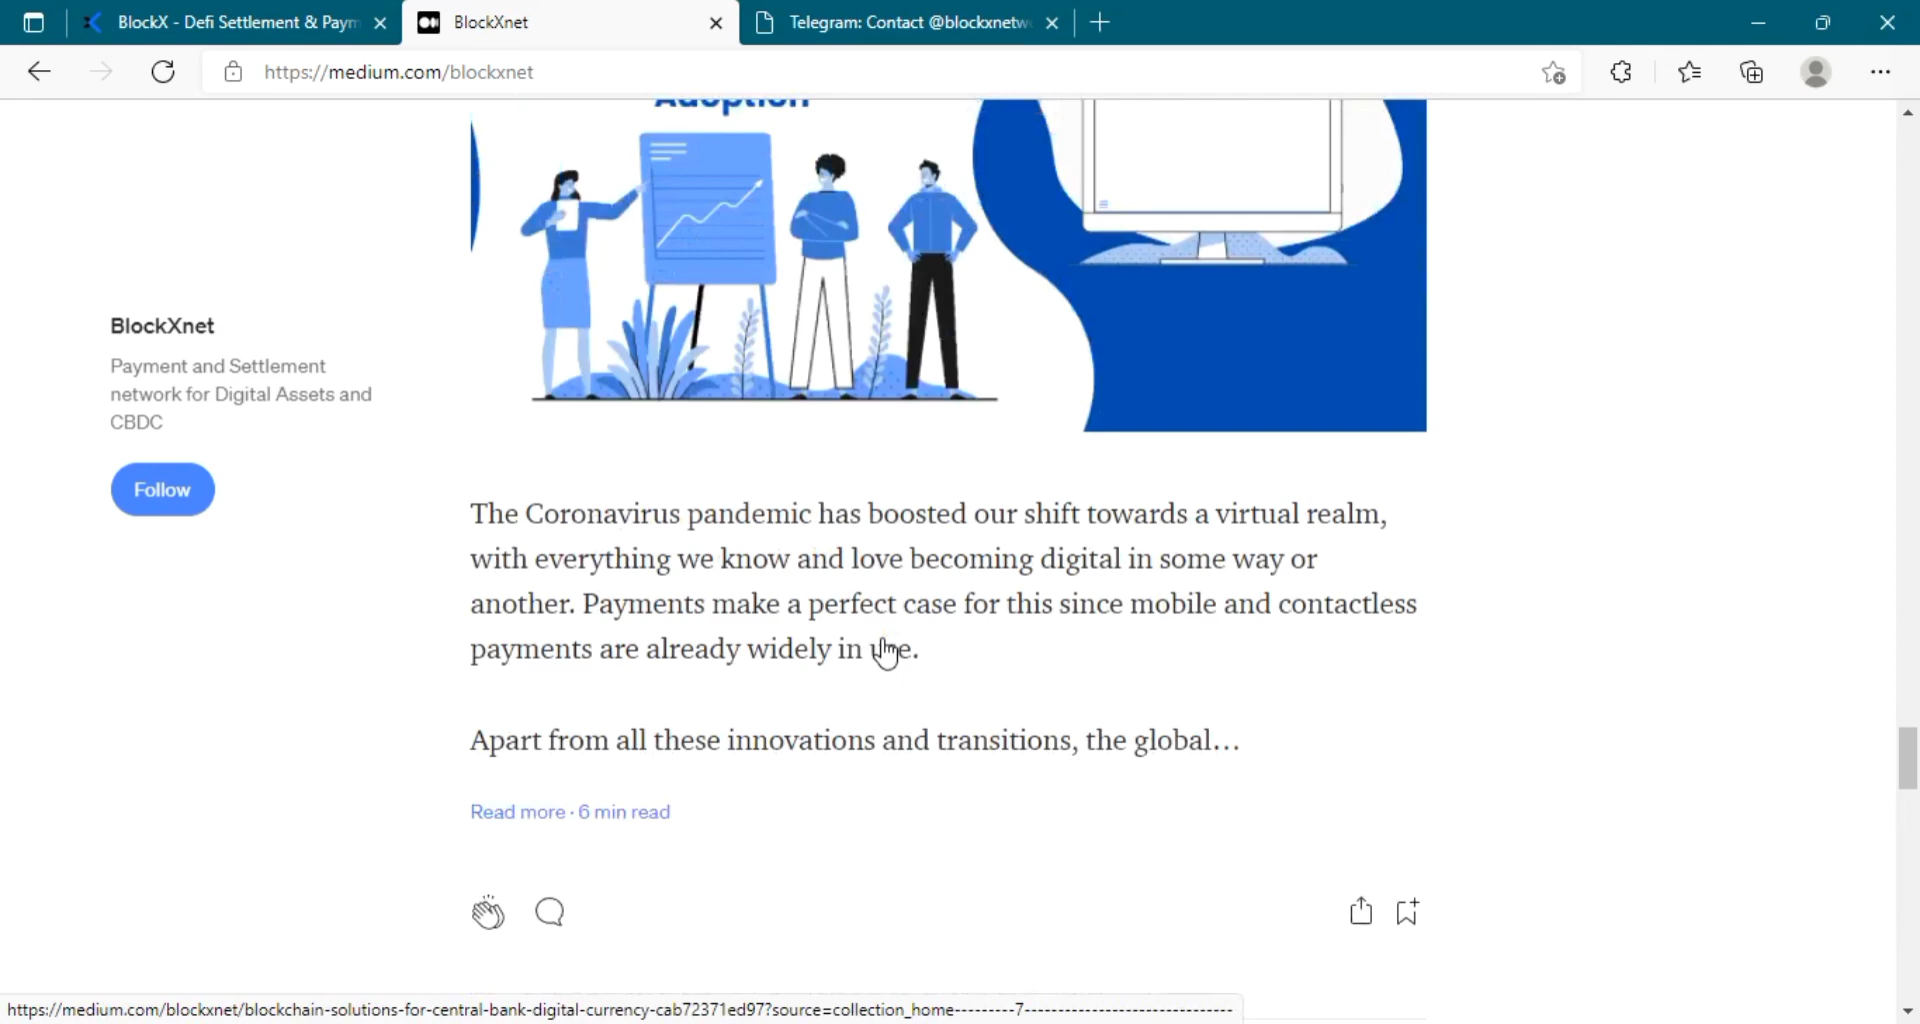 BlockX - Defi Settlement & Paym
BlockXnet
Telegram: Contact @blockxnetw
https://medium.com/blockxnet
Adoption
BlockXnet
Payment and Settlement
network for Digital Assets and
CBDC
Follow
The Coronavirus pandemic has boosted our shift towards a virtual realm,
with everything we know and love becoming digital in some way or
another. Payments make a perfect case for this since mobile and contactless
payments are already widely in use.
Apart from all these innovations and transitions, the global…
Read more · 6 min read
https://medium.com/blockxnet/blockchain-solutions-for-central-bank-digital-currency-cab72371ed97?source=collection_home---------7-------------------------------